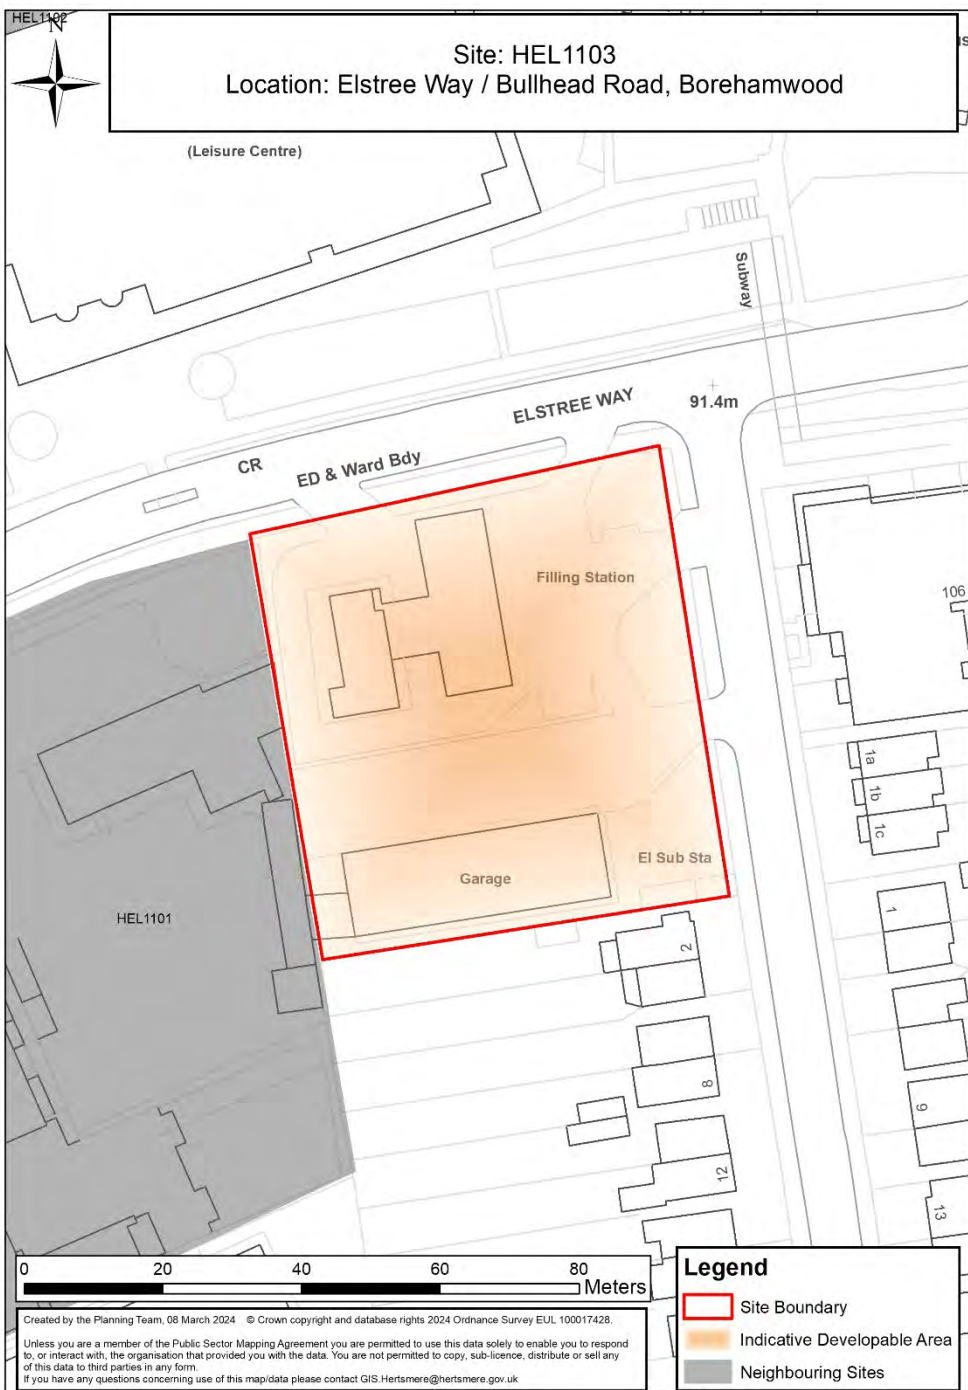 HEL1102
N
Site: HEL1103
Location: Elstree Way / Bullhead Road, Borehamwood
(Leisure Centre)
Subway
ELSTREE WAY
91.4m
CR
ED & Ward Bdy
Filling Station
106
1a
1b
1c
El Sub Sta
Garage
HEL1101
1
2
8
9
12
13
0 20 40 60 80
Meters
Created by the Planning Team, 08 March 2024 © Crown copyright and database rights 2024 Ordnance Survey EUL 100017428.
Unless you are a member of the Public Sector Mapping Agreement you are permitted to use this data solely to enable you to respond
to, or interact with, the organisation that provided you with the data. You are not permitted to copy, sub-licence, distribute or sell any
of this data to third parties in any form.
If you have any questions concerning use of this map/data please contact GIS.Hertsmere@hertsmere.gov.uk
Legend
Site Boundary
Indicative Developable Area
Neighbouring Sites